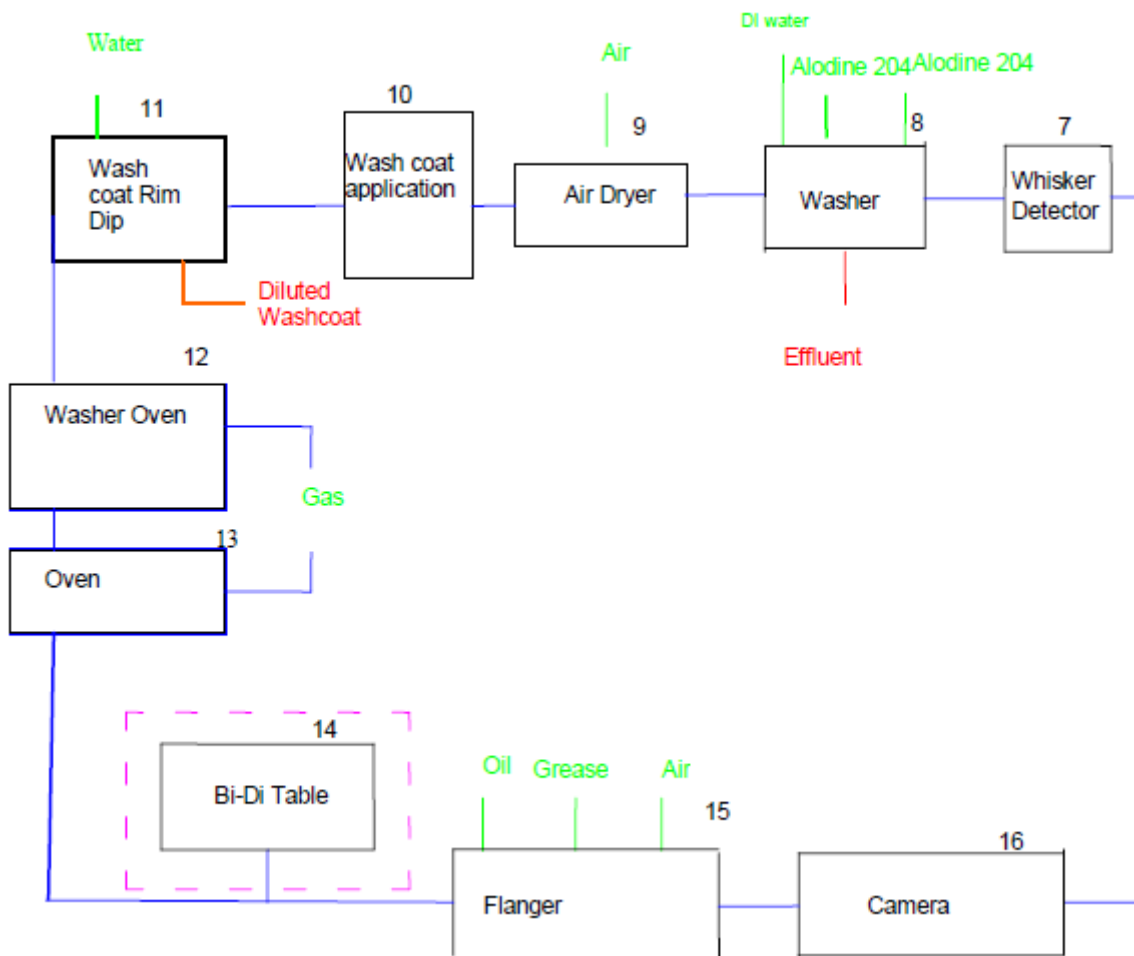 DI water
Water
Air
Alodine 204
Alodine 204
11
10
9
8
7
Wash
coat Rim
Dip
Wash coat
application
Air Dryer
Washer
Whisker
Detector
Diluted
Washcoat
Effluent
12
Washer Oven
Gas
13
Oven
14
Bi-Di Table
Oil
Grease
Air
15
Flanger
16
Camera